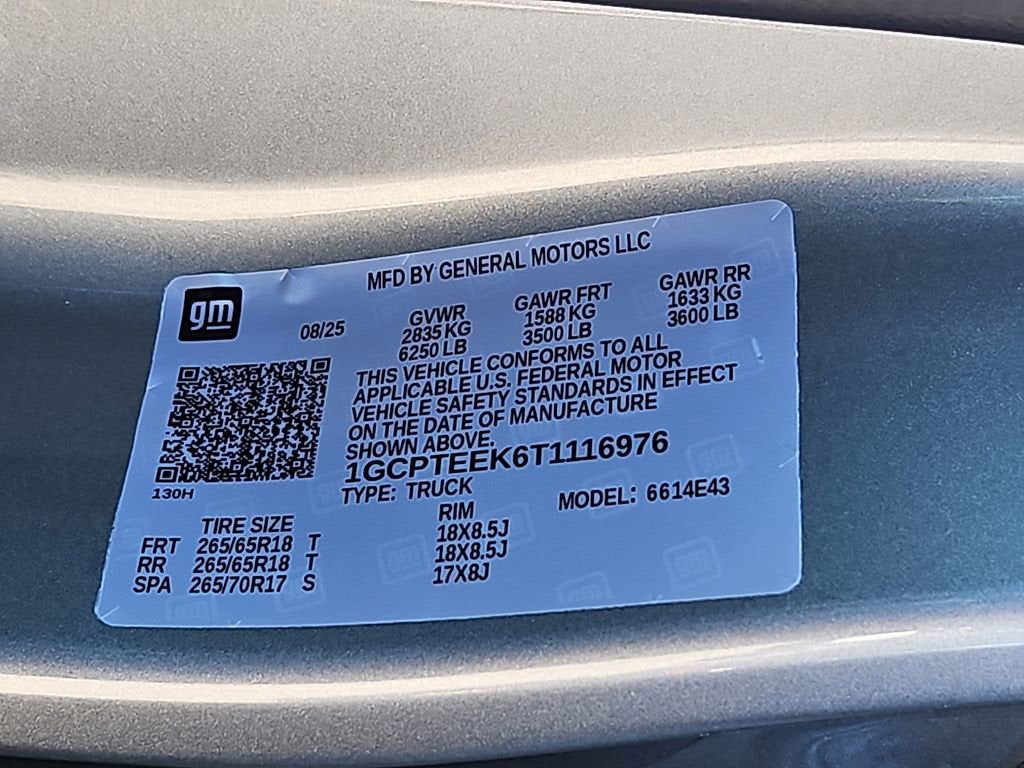 MFD BY GENERAL MOTORS LLC
gm
08/25
GVWR
2835 KG
6250 LB
GAWR FRT
1588 KG
3500 LB
GAWR RR
1633 KG
3600 LB
THIS VEHICLE CONFORMS TO ALL
APPLICABLE U.S. FEDERAL MOTOR
VEHICLE SAFETY STANDARDS IN EFFECT
ON THE DATE OF MANUFACTURE
SHOWN ABOVE.
1GCPTEEK6T1116976
130H
TYPE: TRUCK
MODEL: 6614E43
TIRE SIZE RIM
FRT 265/65R18 T 18X8.5J
RR 265/65R18 T 18X8.5J
SPA 265/70R17 S 17X8J